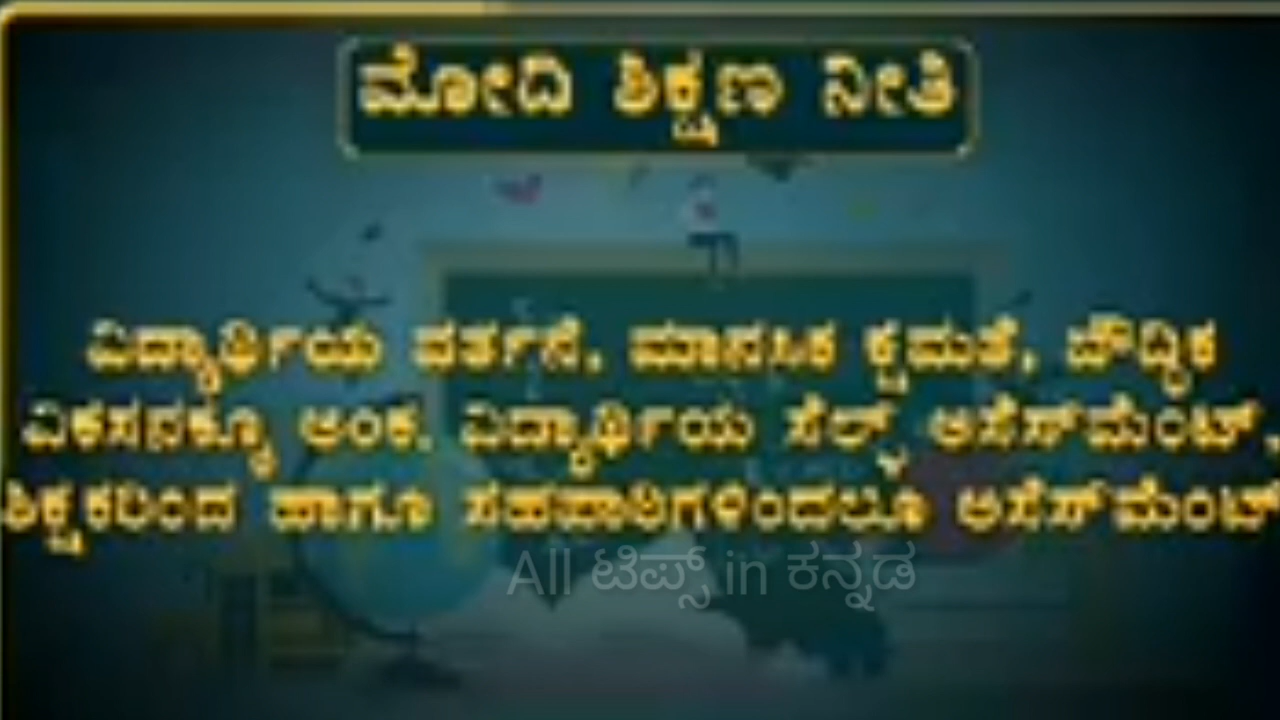 ಮೋದಿ ಶಿಕ್ಷಣ ನೀತಿ
ವಿದ್ಯಾರ್ಥಿಯ ವರ್ತನೆ, ಮಾನಸಿಕ ಕ್ಷಮತೆ, ಬೌದ್ಧಿಕ
ವಿಕಸನಕ್ಕೂ ಅಂಕ. ವಿದ್ಯಾರ್ಥಿಯ ಸೆಲ್ಫ್ ಅಸೆಸ್‌ಮೆಂಟ್,
ಶಿಕ್ಷಕರಿಂದ ಹಾಗೂ ಸಹಪಾಠಿಗಳಿಂದಲೂ ಅಸೆಸ್‌ಮೆಂಟ್
All ಟಿಪ್ಸ್ in ಕನ್ನಡ